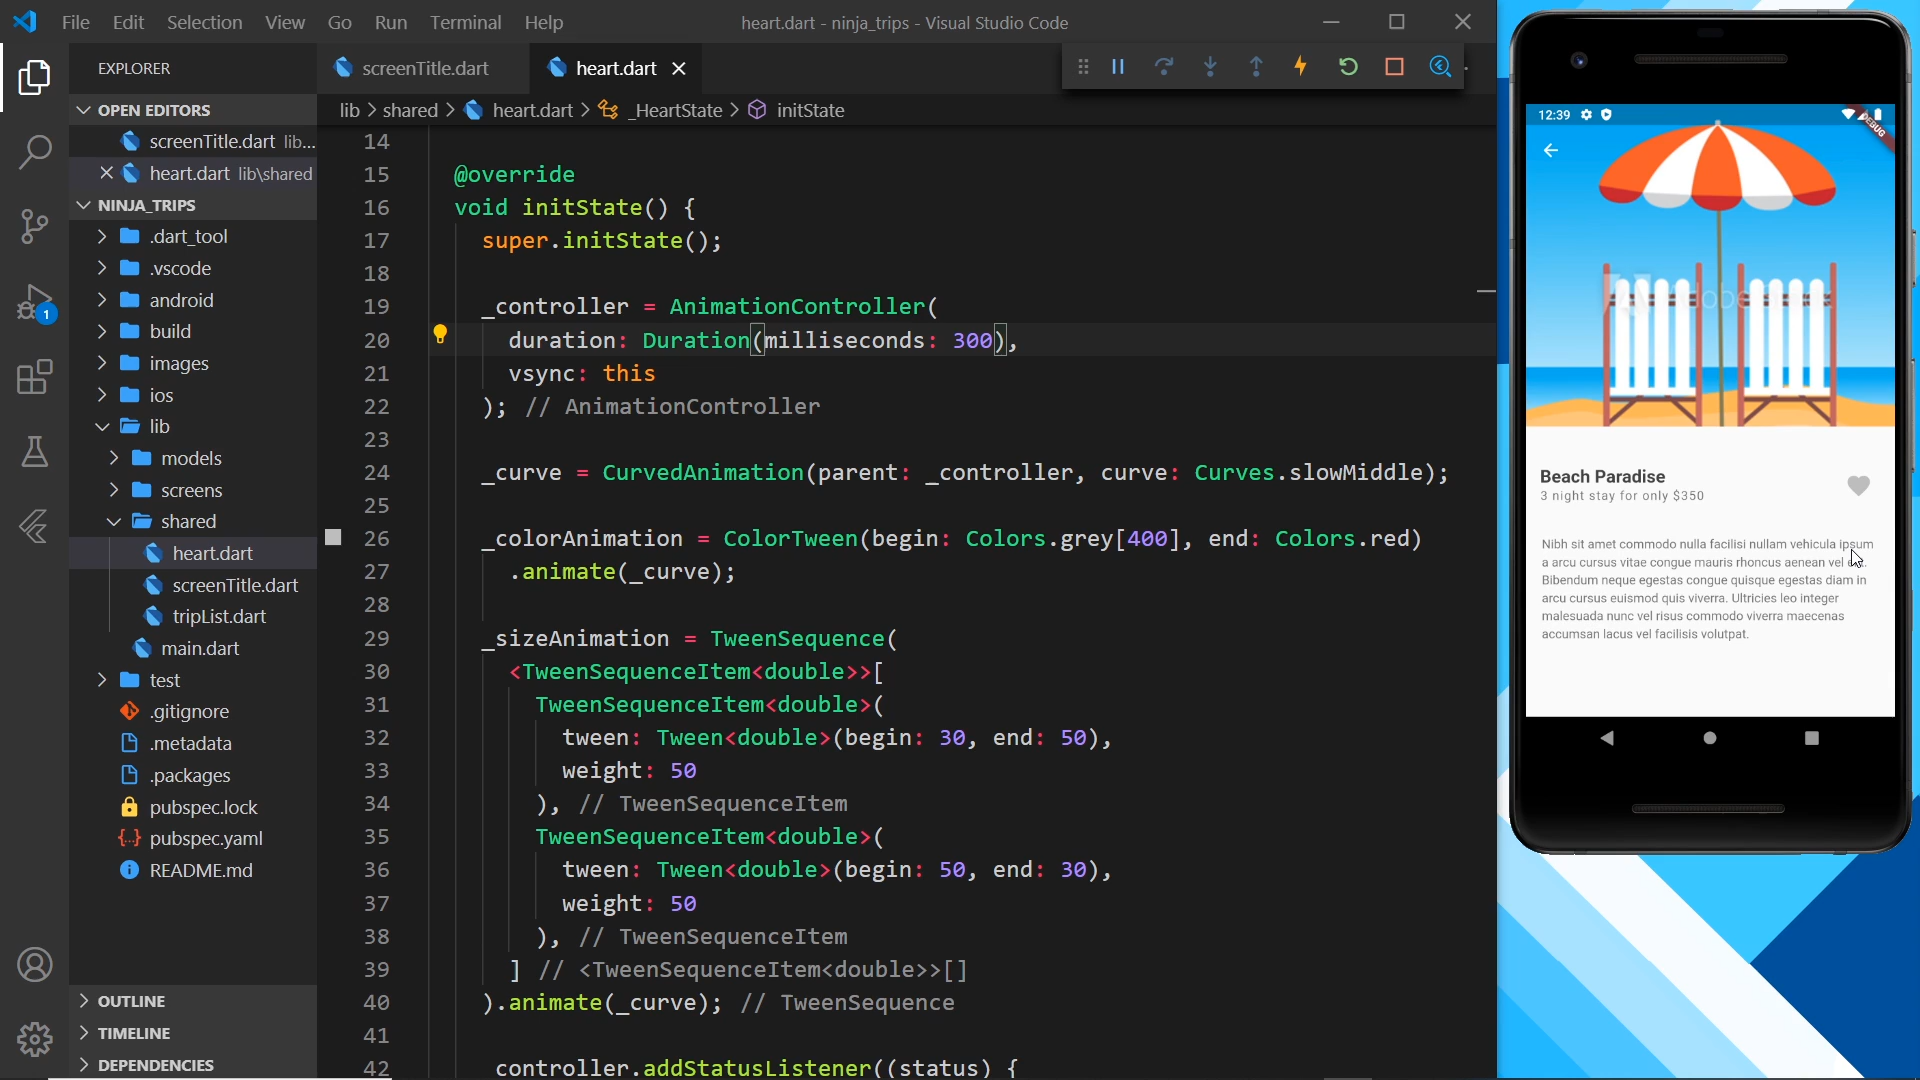 File Edit Selection View Go Run Terminal Help
heart.dart - ninja_trips - Visual Studio Code
EXPLORER
OPEN EDITORS
screenTitle.dart lib...
heart.dart lib\shared
NINJA_TRIPS
.dart_tool
.vscode
android
build
images
ios
lib
models
screens
shared
heart.dart
screenTitle.dart
tripList.dart
main.dart
test
.gitignore
.metadata
.packages
pubspec.lock
pubspec.yaml
README.md
OUTLINE
TIMELINE
DEPENDENCIES
1
screenTitle.dart
heart.dart
lib > shared > heart.dart > _HeartState > initState
14
15 @override
16 void initState() {
17 super.initState();
18
19 _controller = AnimationController(
20 duration: Duration(milliseconds: 300),
21 vsync: this
22 ); // AnimationController
23
24 _curve = CurvedAnimation(parent: _controller, curve: Curves.slowMiddle);
25
26 _colorAnimation = ColorTween(begin: Colors.grey[400], end: Colors.red)
27 .animate(_curve);
28
29 _sizeAnimation = TweenSequence(
30 <TweenSequenceItem<double>>[
31 TweenSequenceItem<double>(
32 tween: Tween<double>(begin: 30, end: 50),
33 weight: 50
34 ), // TweenSequenceItem
35 TweenSequenceItem<double>(
36 tween: Tween<double>(begin: 50, end: 30),
37 weight: 50
38 ), // TweenSequenceItem
39 ] // <TweenSequenceItem<double>>[]
40 ).animate(_curve); // TweenSequence
41
42 controller.addStatusListener((status) {
12:39
DEBUG
Beach Paradise
3 night stay for only $350
Nibh sit amet commodo nulla facilisi nullam vehicula ipsum
a arcu cursus vitae congue mauris rhoncus aenean vel
Bibendum neque egestas congue quisque egestas diam in
arcu cursus euismod quis viverra. Ultricies leo integer
malesuada nunc vel risus commodo viverra maecenas
accumsan lacus vel facilisis volutpat.